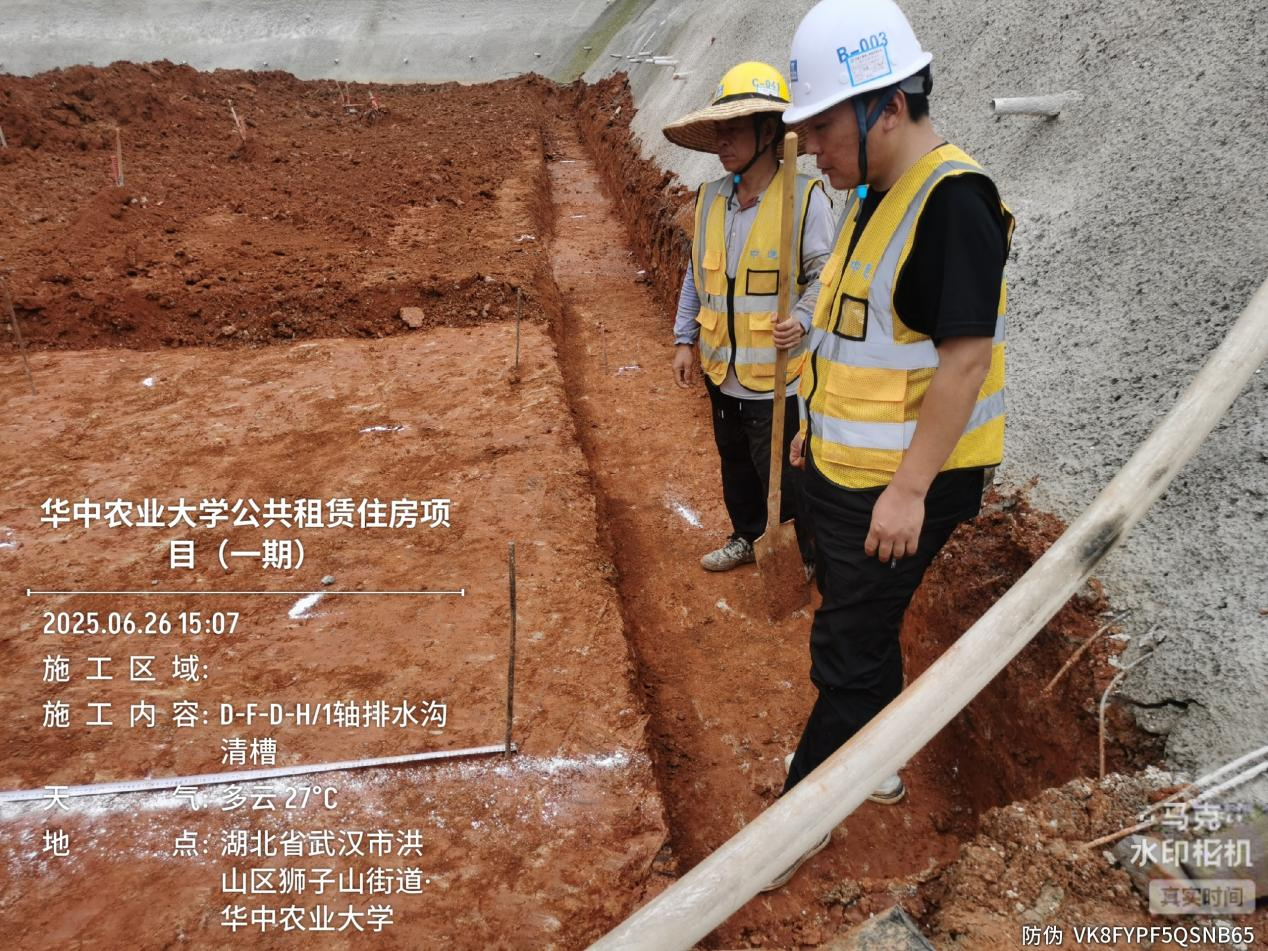 B-003
C-041
中建
华中农业大学公共租赁住房项
目（一期）
2025.06.26 15:07
施工区域:
施工内容: D-F-D-H/1轴排水沟
清槽
天气: 多云 27°C
地点: 湖北省武汉市洪
山区狮子山街道·
华中农业大学
马克
水印相机
真实时间
防伪 VK8FYPF5QSNB65